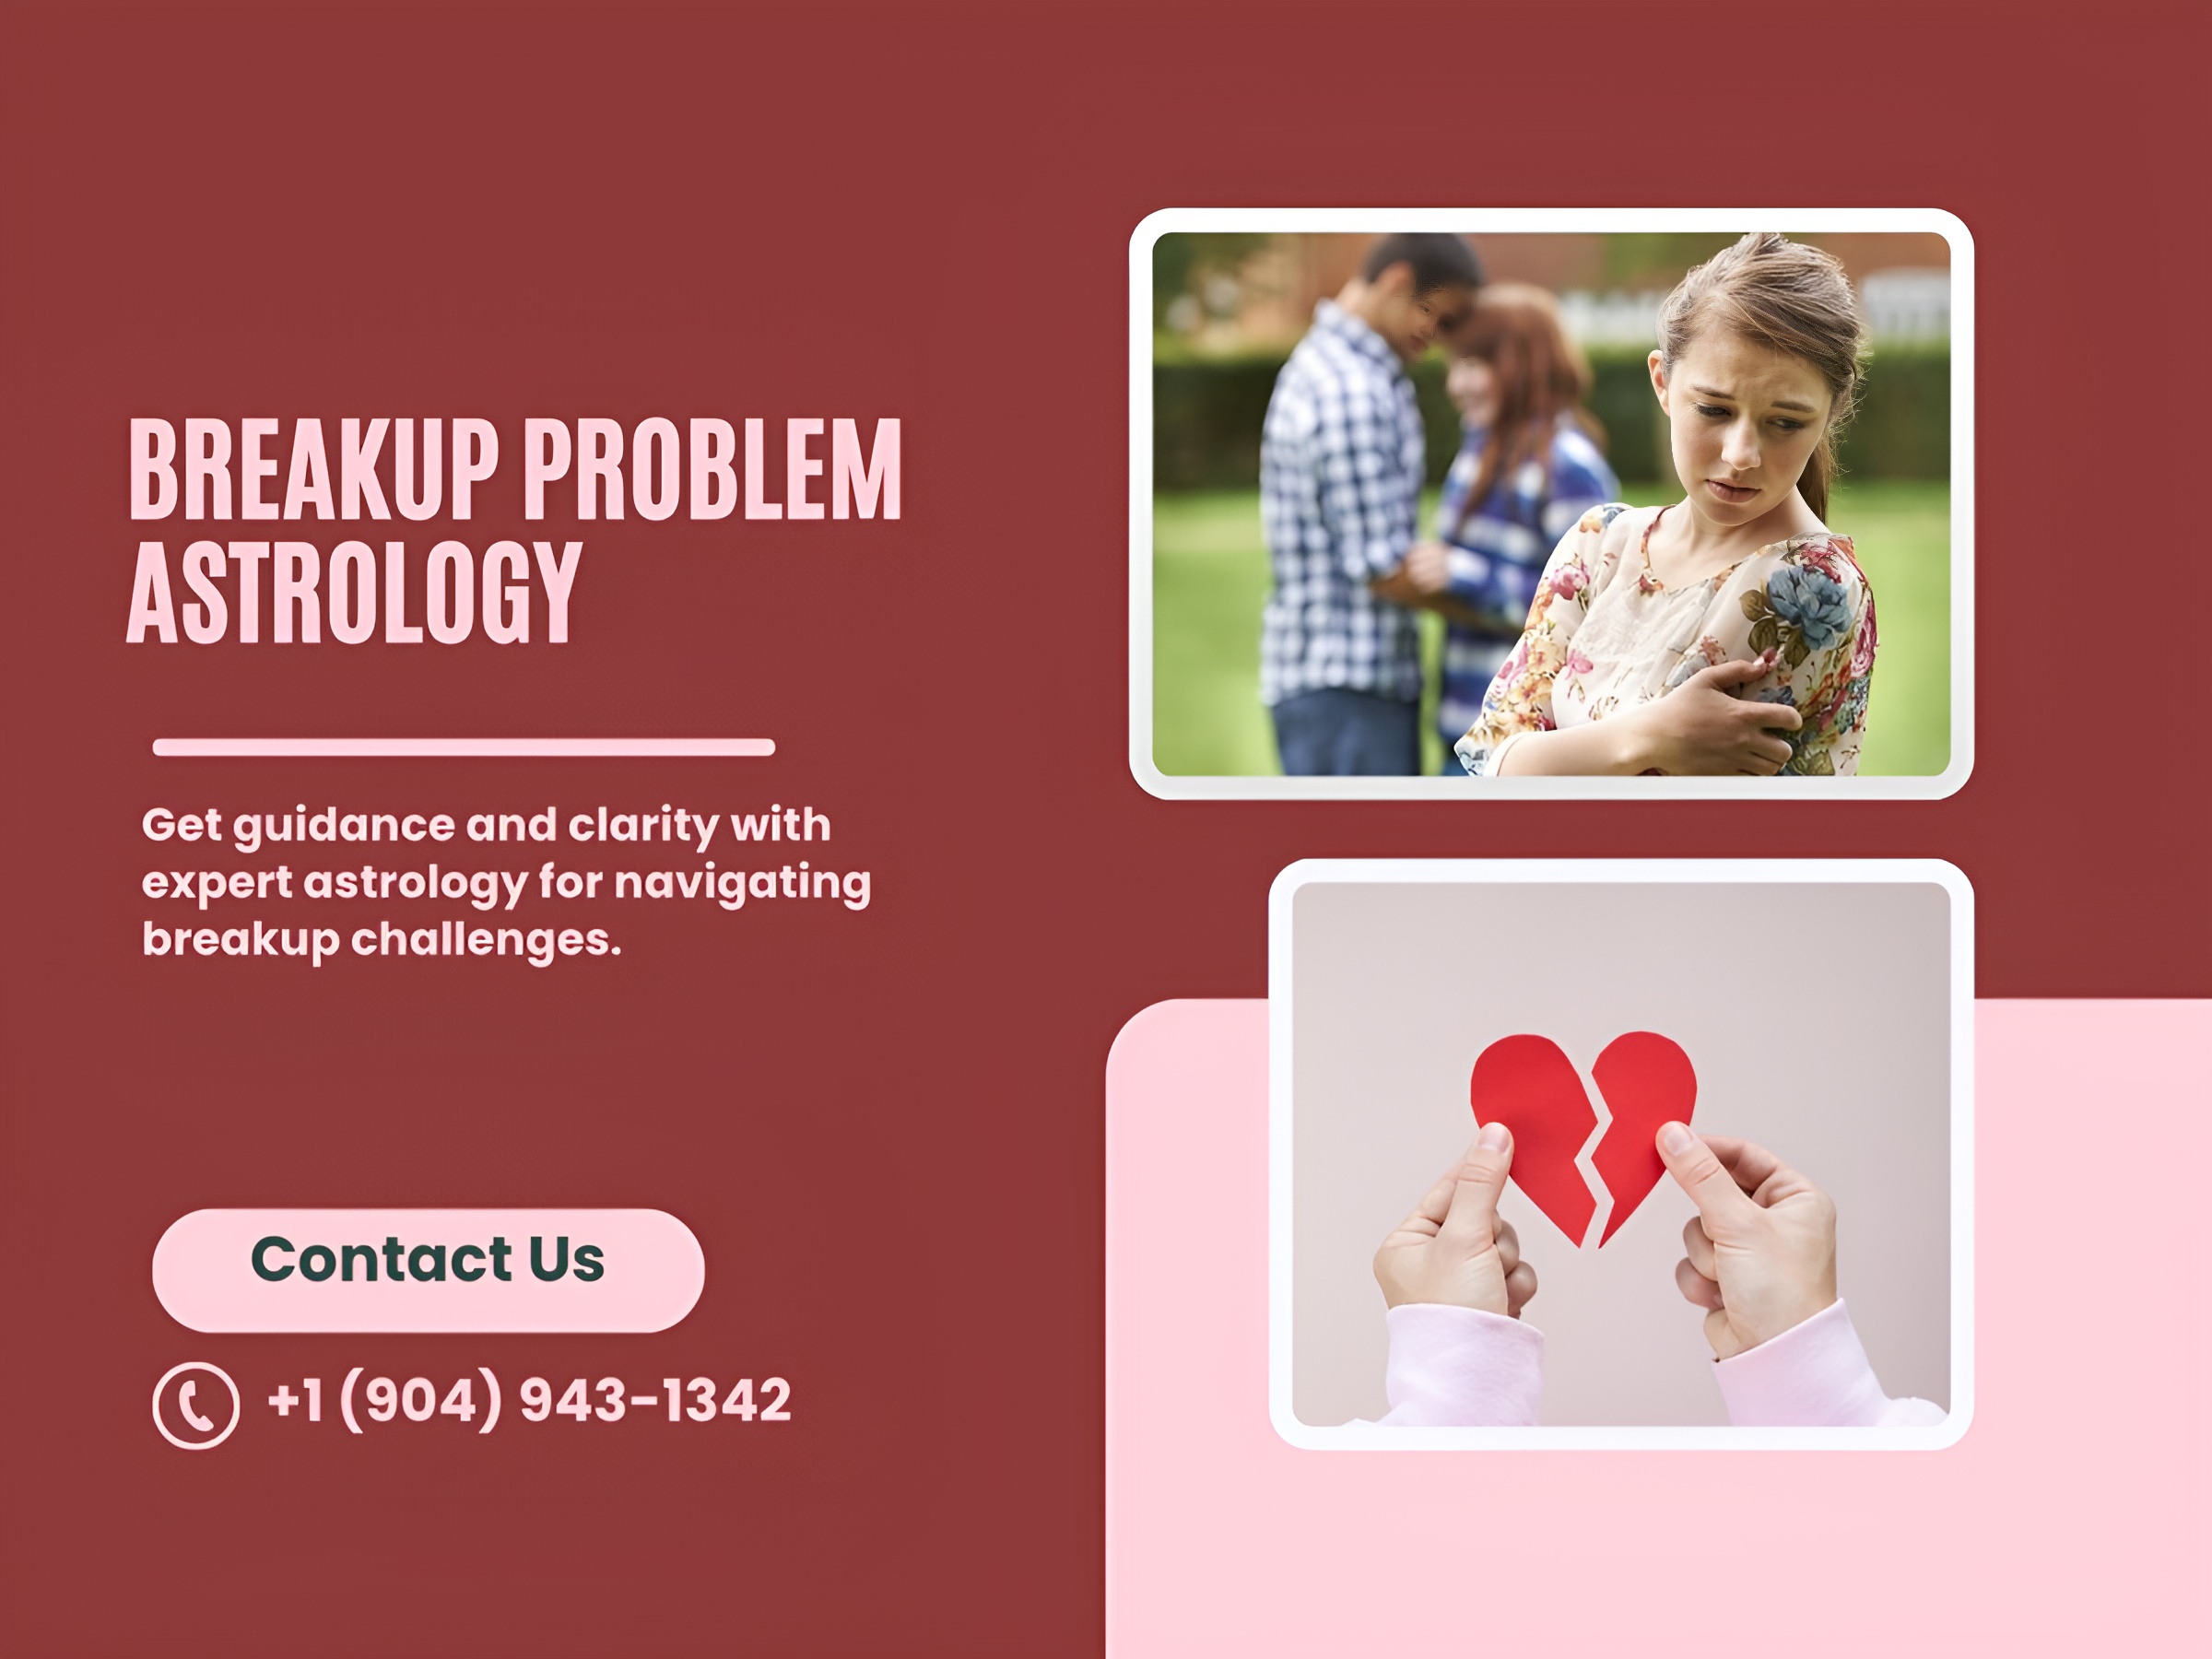 BREAKUP PROBLEM
ASTROLOGY
Get guidance and clarity with
expert astrology for navigating
breakup challenges.
Contact Us
+1 (904) 943-1342